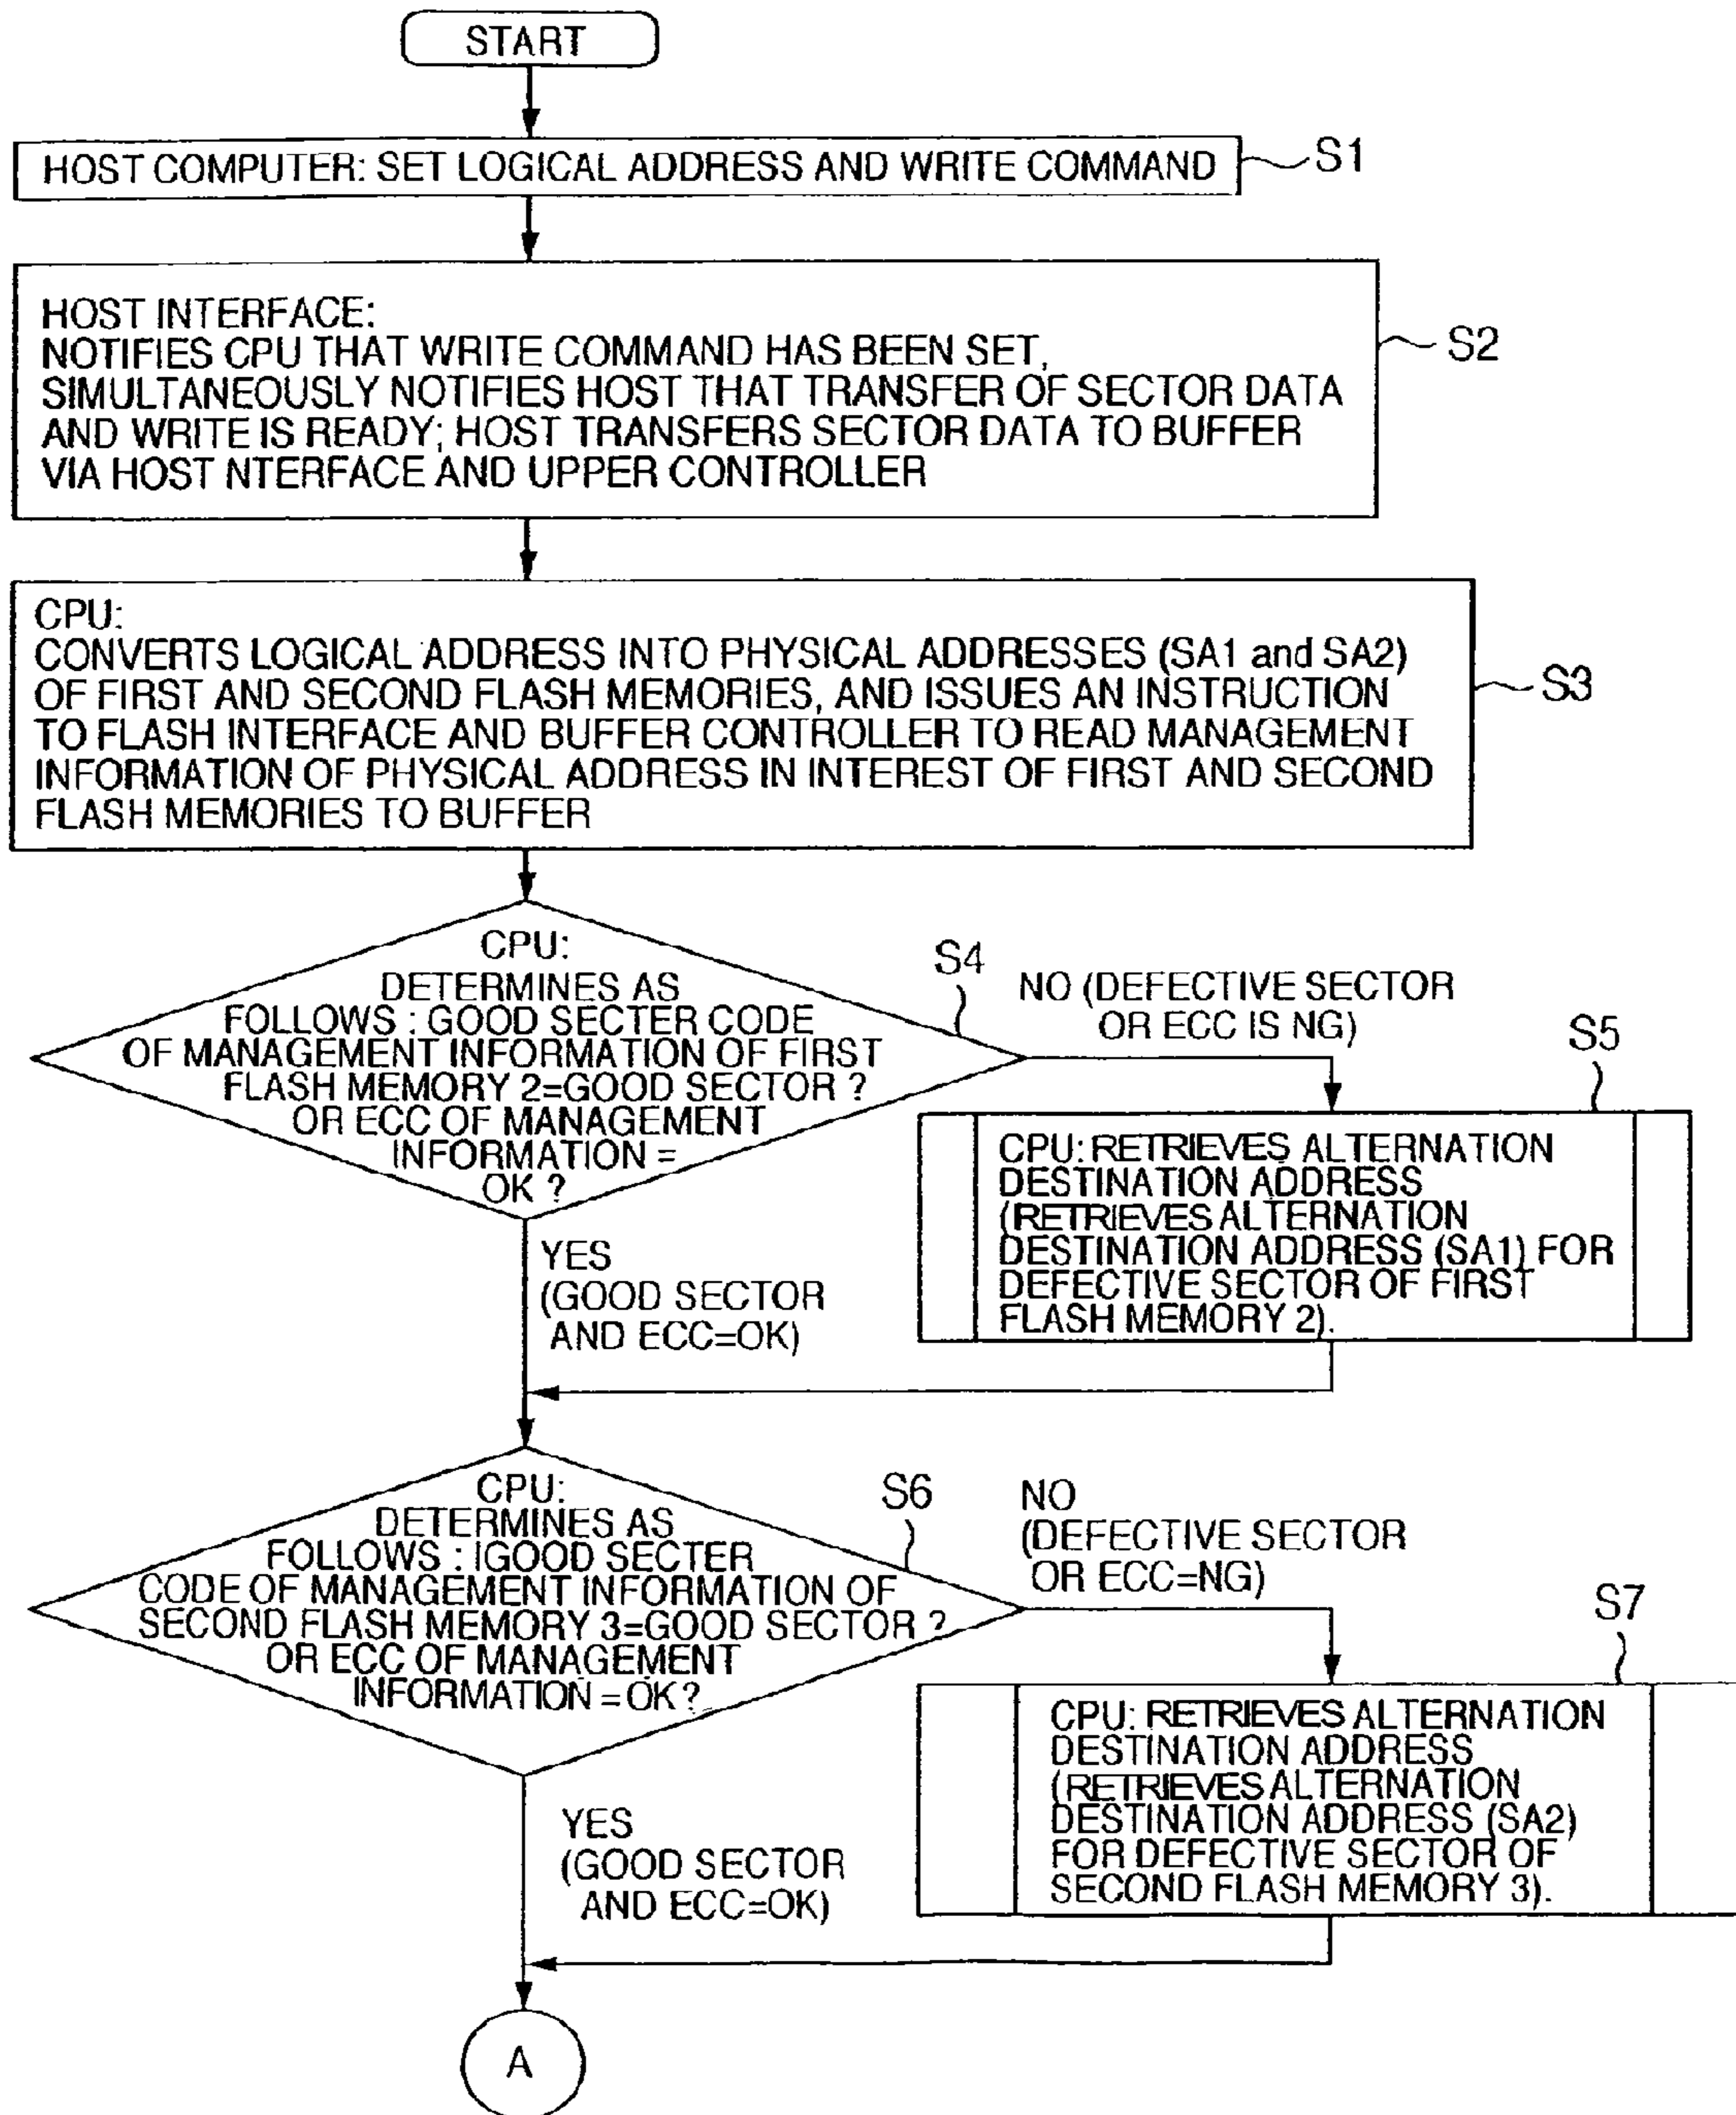 START
HOST COMPUTER: SET LOGICAL ADDRESS AND WRITE COMMAND
S1
HOST INTERFACE:
NOTIFIES CPU THAT WRITE COMMAND HAS BEEN SET,
SIMULTANEOUSLY NOTIFIES HOST THAT TRANSFER OF SECTOR DATA
AND WRITE IS READY; HOST TRANSFERS SECTOR DATA TO BUFFER
VIA HOST NTERFACE AND UPPER CONTROLLER
S2
CPU:
CONVERTS LOGICAL ADDRESS INTO PHYSICAL ADDRESSES (SA1 and SA2)
OF FIRST AND SECOND FLASH MEMORIES, AND ISSUES AN INSTRUCTION
TO FLASH INTERFACE AND BUFFER CONTROLLER TO READ MANAGEMENT
INFORMATION OF PHYSICAL ADDRESS IN INTEREST OF FIRST AND SECOND
FLASH MEMORIES TO BUFFER
S3
CPU:
DETERMINES AS
FOLLOWS : GOOD SECTER CODE
OF MANAGEMENT INFORMATION OF FIRST
FLASH MEMORY 2=GOOD SECTOR ?
OR ECC OF MANAGEMENT
INFORMATION =
OK ?
S4
NO (DEFECTIVE SECTOR
OR ECC IS NG)
S5
CPU: RETRIEVES ALTERNATION
DESTINATION ADDRESS
(RETRIEVES ALTERNATION
DESTINATION ADDRESS (SA1) FOR
DEFECTIVE SECTOR OF FIRST
FLASH MEMORY 2).
YES
(GOOD SECTOR
AND ECC=OK)
CPU:
DETERMINES AS
FOLLOWS : IGOOD SECTER
CODE OF MANAGEMENT INFORMATION OF
SECOND FLASH MEMORY 3=GOOD SECTOR ?
OR ECC OF MANAGEMENT
INFORMATION =OK?
S6
NO
(DEFECTIVE SECTOR
OR ECC=NG)
S7
CPU: RETRIEVES ALTERNATION
DESTINATION ADDRESS
(RETRIEVES ALTERNATION
DESTINATION ADDRESS (SA2)
FOR DEFECTIVE SECTOR OF
SECOND FLASH MEMORY 3).
YES
(GOOD SECTOR
AND ECC=OK)
A